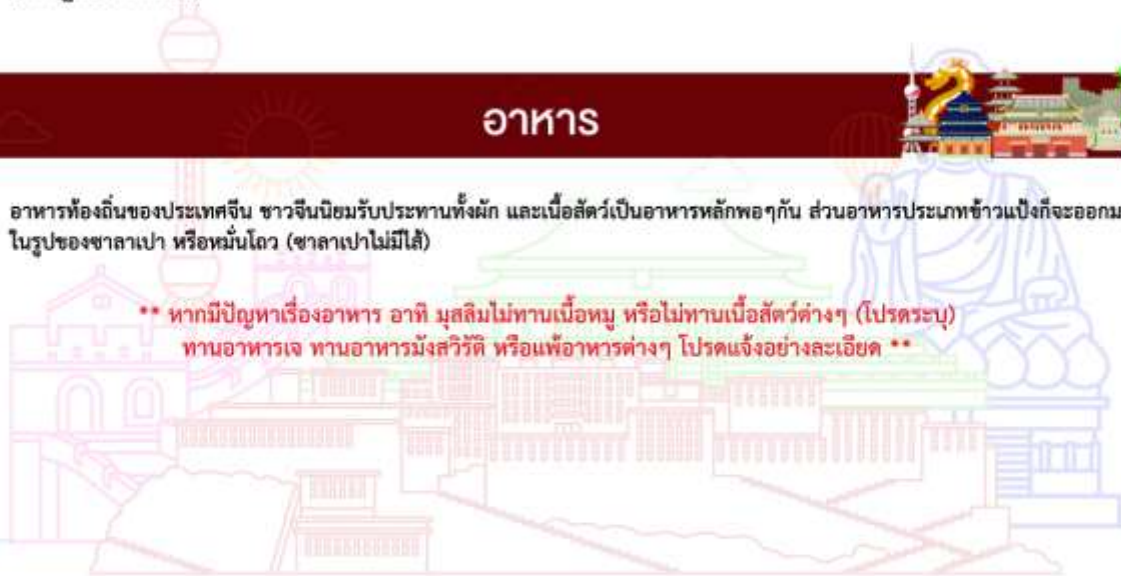 อาหาร
อาหารท้องถิ่นของประเทศจีน ชาวจีนนิยมรับประทานทั้งผัก และเนื้อสัตว์เป็นอาหารหลักพอๆกัน ส่วนอาหารประเภทข้าวแป้งก็จะออกม
ในรูปของซาลาเปา หรือหมั่นโถว (ซาลาเปาไม่มีไส้)
** หากมีปัญหาเรื่องอาหาร อาทิ มุสลิมไม่ทานเนื้อหมู หรือไม่ทานเนื้อสัตว์ต่างๆ (โปรดระบุ)
ทานอาหารเจ ทานอาหารมังสวิรัติ หรือแพ้อาหารต่างๆ โปรดแจ้งอย่างละเอียด **